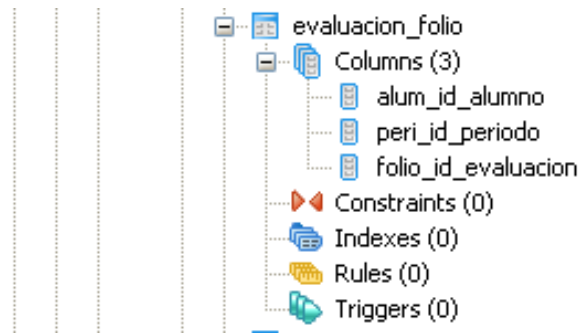 evaluacion_folio
Columns (3)
alum_id_alumno
peri_id_periodo
folio_id_evaluacion
Constraints (0)
Indexes (0)
Rules (0)
Triggers (0)